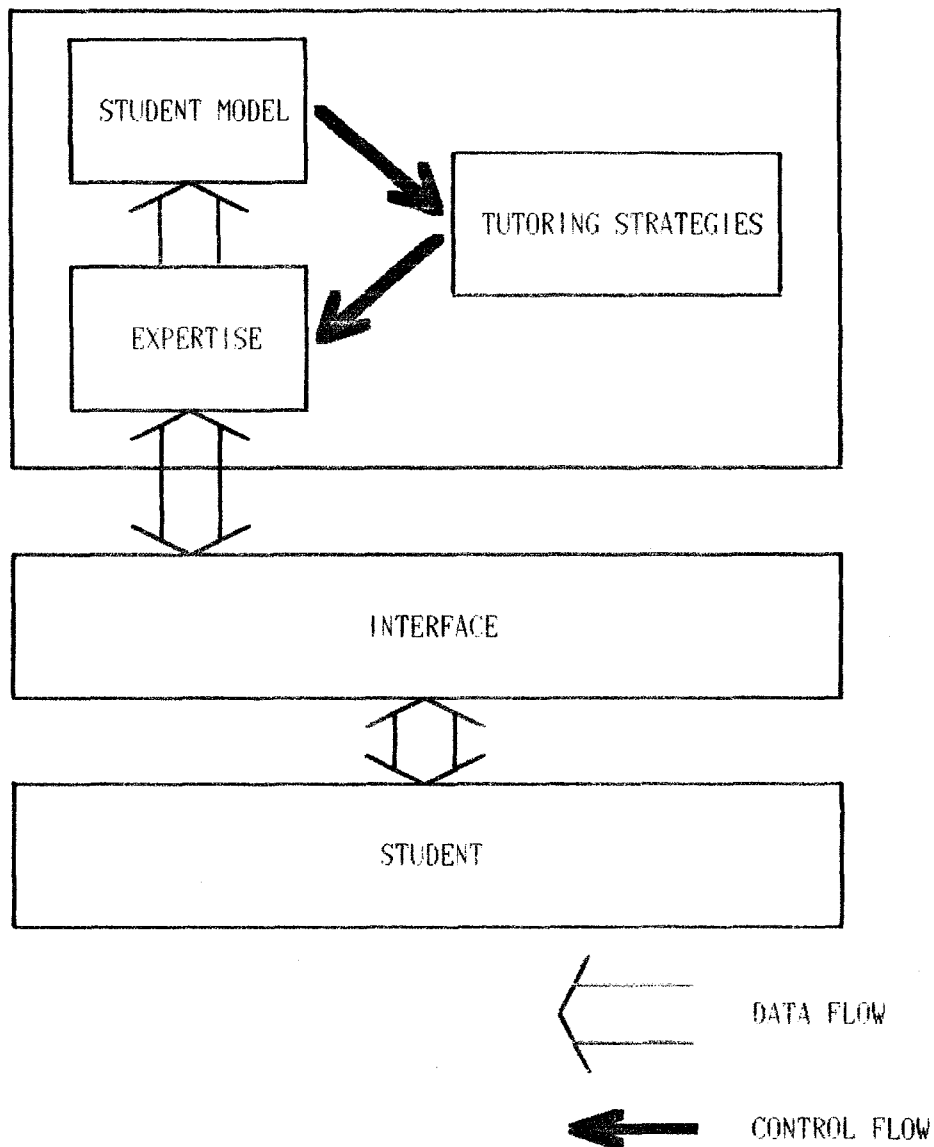 STUDENT MODEL
TUTORING STRATEGIES
EXPERTISE
INTERFACE
STUDENT
DATA FLOW
CONTROL FLOW